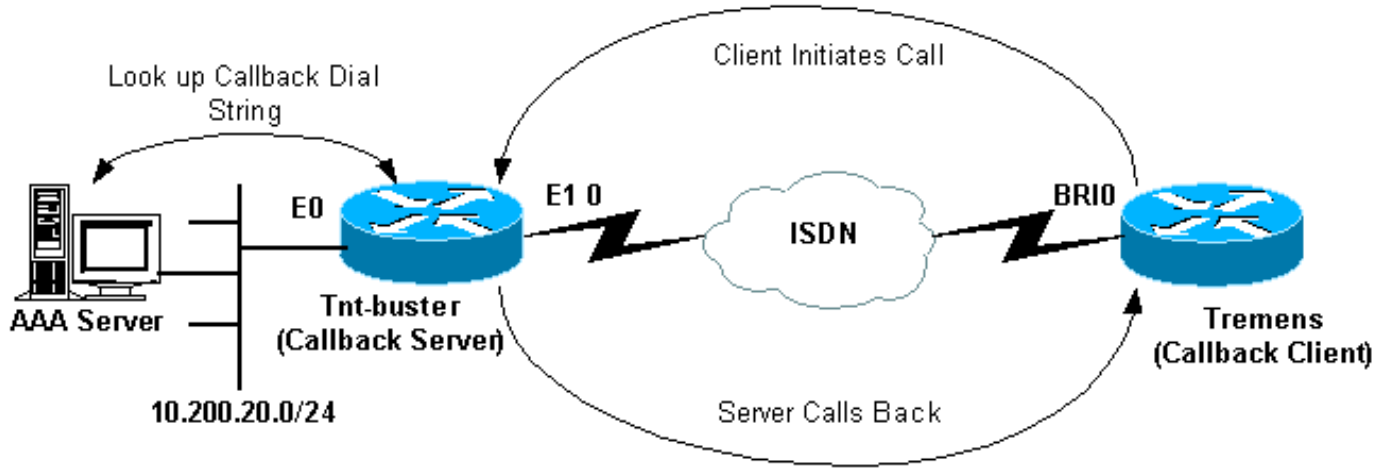 Client Initiates Call
Look up Callback Dial
String
E0
E1 0
BRI0
ISDN
AAA Server
Tnt-buster
(Callback Server)
Tremens
(Callback Client)
10.200.20.0/24
Server Calls Back